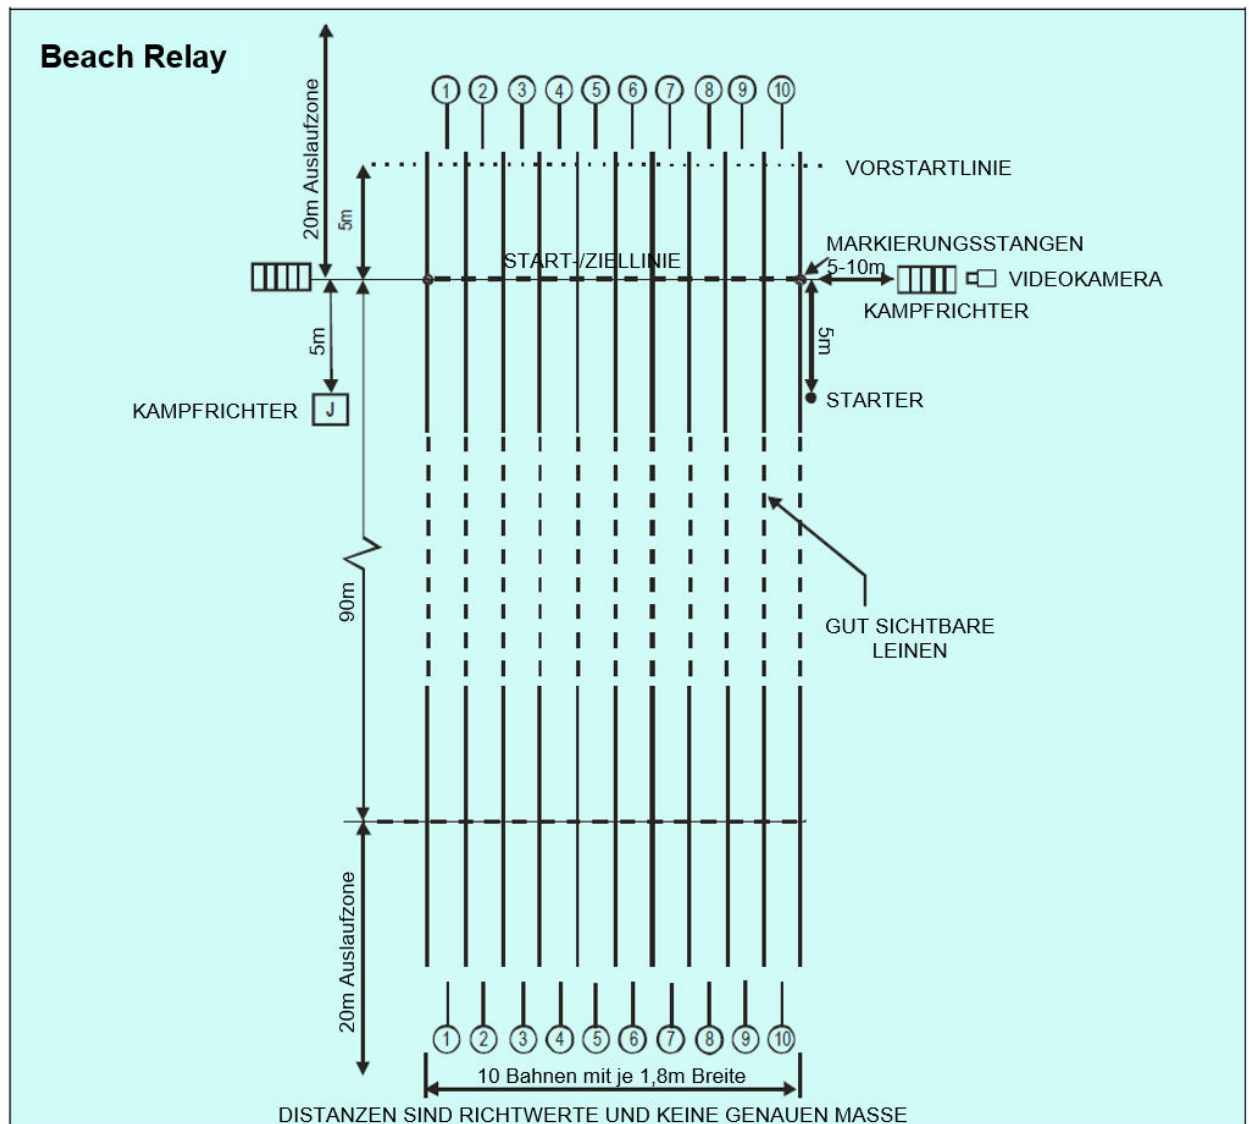 Beach Relay
20m Auslaufzone
1 2 3 4 5 6 7 8 9 10
5m
VORSTARTLINIE
MARKIERUNGSSTANGEN
START-/ZIELLINIE
5-10m
VIDEOKAMERA
KAMPFRICHTER
5m
5m
KAMPFRICHTER
J
STARTER
90m
GUT SICHTBARE
LEINEN
20m Auslaufzone
1 2 3 4 5 6 7 8 9 10
10 Bahnen mit je 1,8m Breite
DISTANZEN SIND RICHTWERTE UND KEINE GENAUEN MASSE